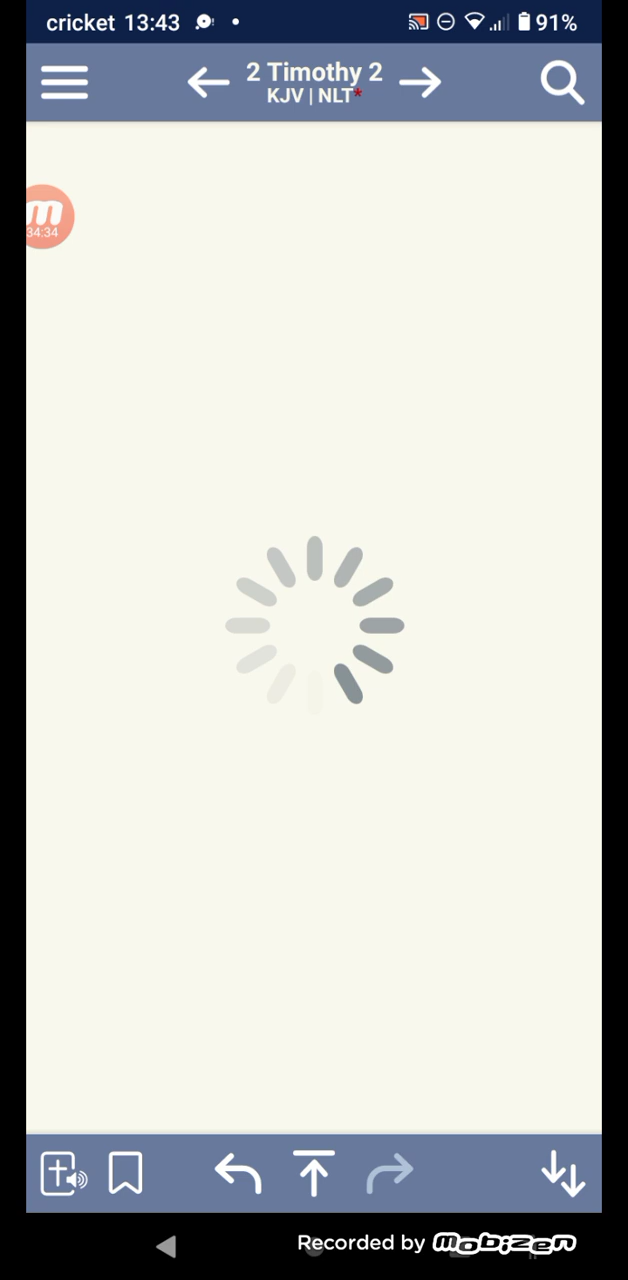 cricket 13:43 91%
2 Timothy 2
KJV | NLT*
m
34:34
Recorded by mobizen